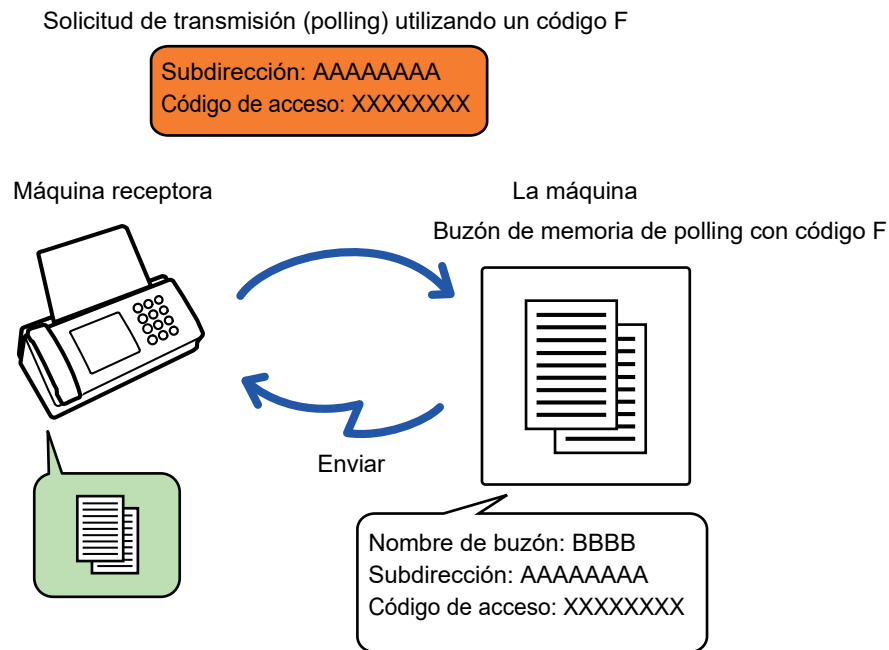 Solicitud de transmisión (polling) utilizando un código F
Subdirección: AAAAAAAA
Código de acceso: XXXXXXXX
Máquina receptora
La máquina
Buzón de memoria de polling con código F
Enviar
Nombre de buzón: BBBB
Subdirección: AAAAAAAA
Código de acceso: XXXXXXXX